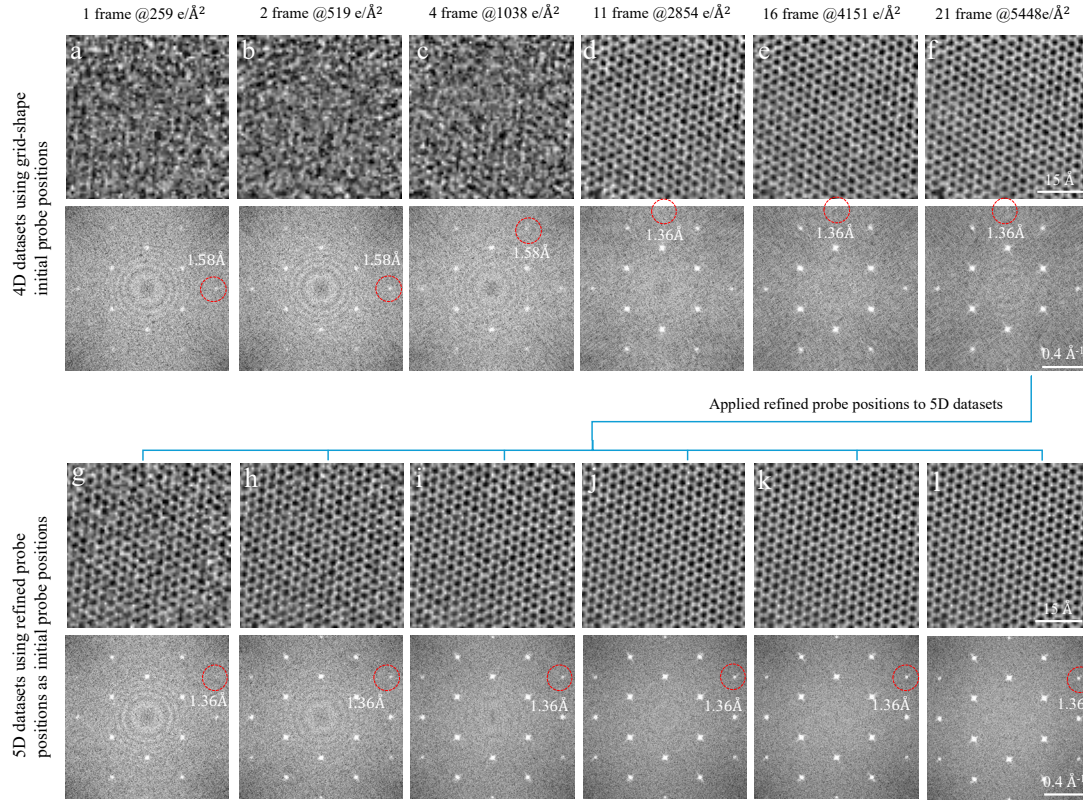 1 frame @259 e/Å²
2 frame @519 e/Å²
4 frame @1038 e/Å²
11 frame @2854 e/Å²
16 frame @4151 e/Å²
21 frame @5448e/Å²
4D datasets using grid-shape
initial probe positions
a
b
c
d
e
f
15 Å
1.58Å
1.58Å
1.58Å
1.36Å
1.36Å
1.36Å
0.4 Å⁻¹
Applied refined probe positions to 5D datasets
5D datasets using refined probe
positions as initial probe positions
g
h
i
j
k
l
15 Å
1.36Å
1.36Å
1.36Å
1.36Å
1.36Å
1.36
0.4 Å⁻¹